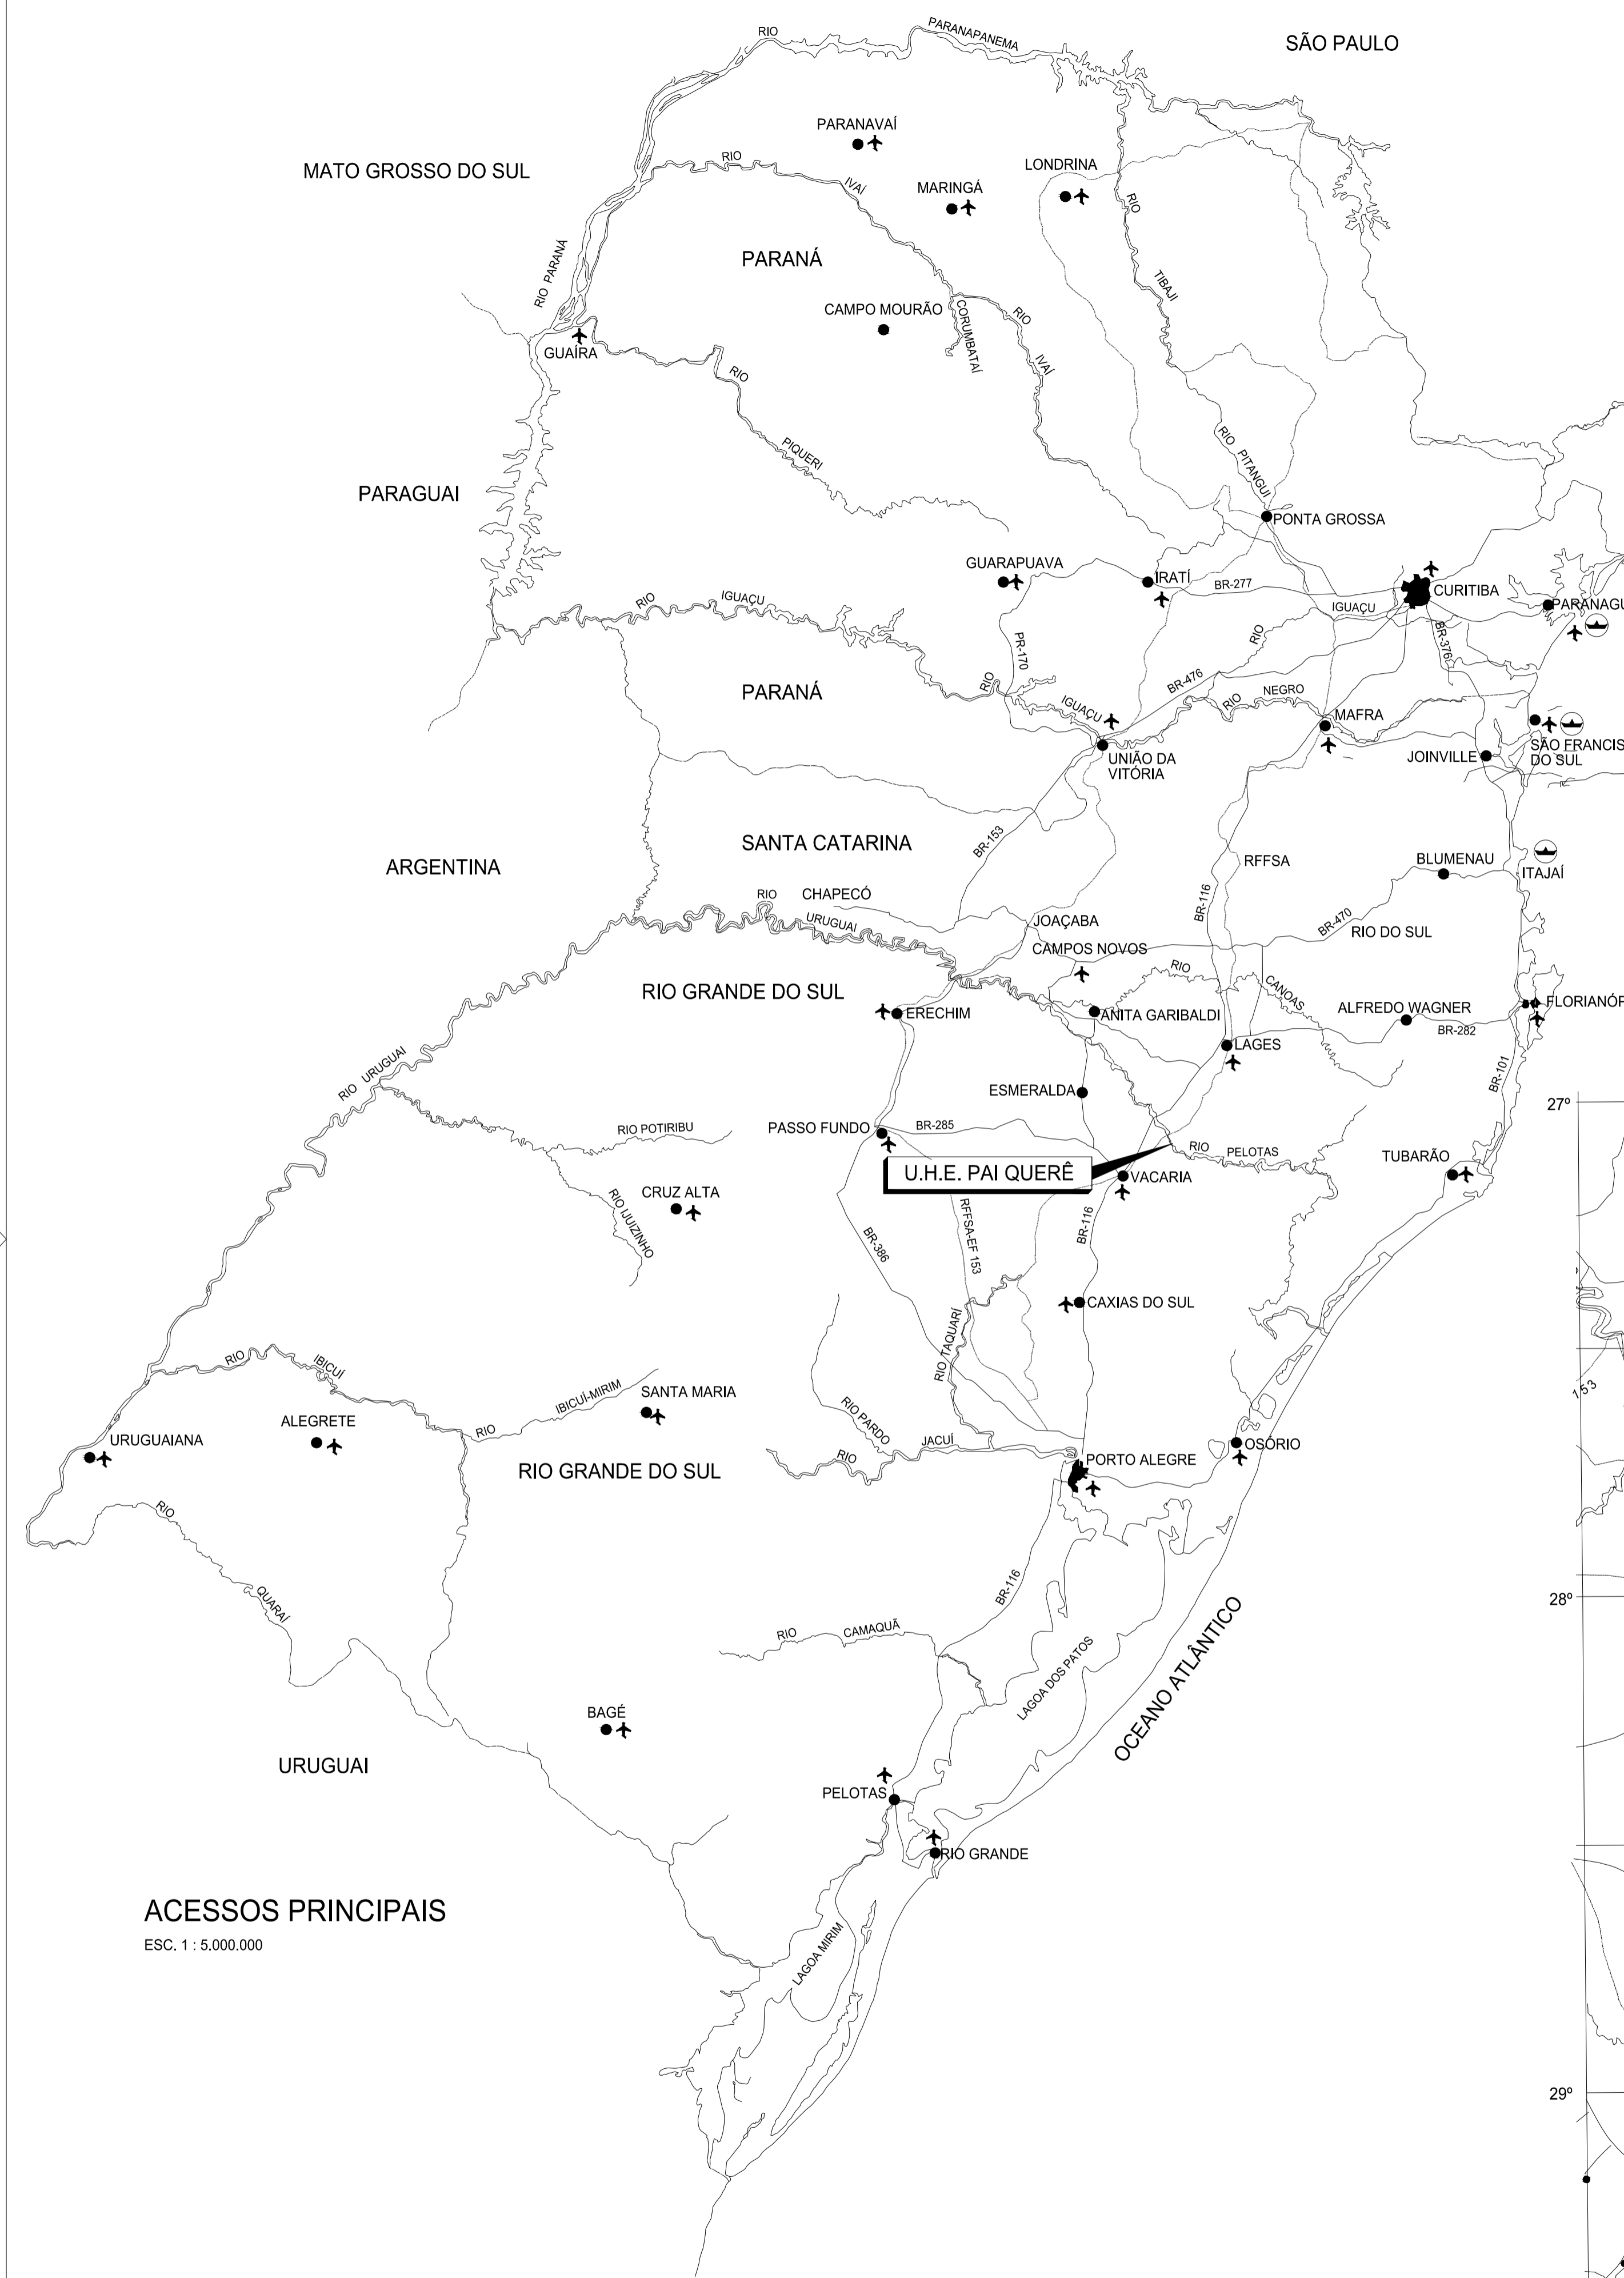 RIO
PARANAPANEMA
SÃO PAULO
PARANAVAÍ
MATO GROSSO DO SUL
RIO
IVAÍ
MARINGÁ
LONDRINA
RIO
TIBAJI
RIO PARANÁ
PARANÁ
CAMPO MOURÃO
CORUMBATAÍ
RIO
IVAÍ
GUAÍRA
RIO
PIQUERI
RIO PITANGUI
PARAGUAI
PONTA GROSSA
GUARAPUAVA
IRATÍ
BR-277
CURITIBA
RIO
IGUAÇU
RIO
IGUAÇU
PARANAGU
PR-170
BR-376
PARANÁ
RIO
IGUAÇU
BR-476
RIO
NEGRO
MAFRA
UNIÃO DA
VITÓRIA
JOINVILLE
SÃO FRANCIS
DO SUL
SANTA CATARINA
BR-153
ARGENTINA
RFFSA
BLUMENAU
ITAJAÍ
RIO
CHAPECÓ
URUGUAI
JOAÇABA
BR-116
BR-470
RIO DO SUL
CAMPOS NOVOS
RIO
CANOAS
RIO GRANDE DO SUL
ERECHIM
ANITA GARIBALDI
ALFREDO WAGNER
FLORIANÓP
BR-282
LAGES
RIO URUGUAI
ESMERALDA
BR-101
27º
RIO POTIRIBU
PASSO FUNDO
BR-285
RIO
PELOTAS
TUBARÃO
U.H.E. PAI QUERÊ
VACARIA
CRUZ ALTA
RIO IJUIZINHO
RFFSA-EF 153
BR-116
BR-386
CAXIAS DO SUL
RIO TAQUARÍ
RIO
IBICUÍ
IBICUÍ-MIRIM
RIO
SANTA MARIA
153
ALEGRETE
URUGUAIANA
RIO PARDO
RIO
JACUÍ
OSÓRIO
PORTO ALEGRE
RIO GRANDE DO SUL
RIO
QUARAÍ
BR-116
28º
RIO
CAMAQUÃ
LAGOA DOS PATOS
OCEANO ATLÂNTICO
BAGÉ
URUGUAI
PELOTAS
RIO GRANDE
ACESSOS PRINCIPAIS
ESC. 1 : 5.000.000
LAGOA MIRIM
29º